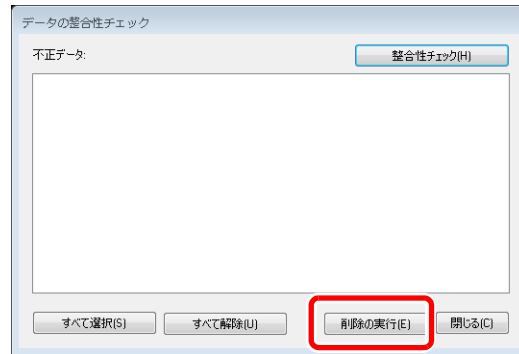 データの整合性チェック
不正データ:
整合性チェック(H)
すべて選択(S)
すべて解除(U)
削除の実行(E)
閉じる(C)